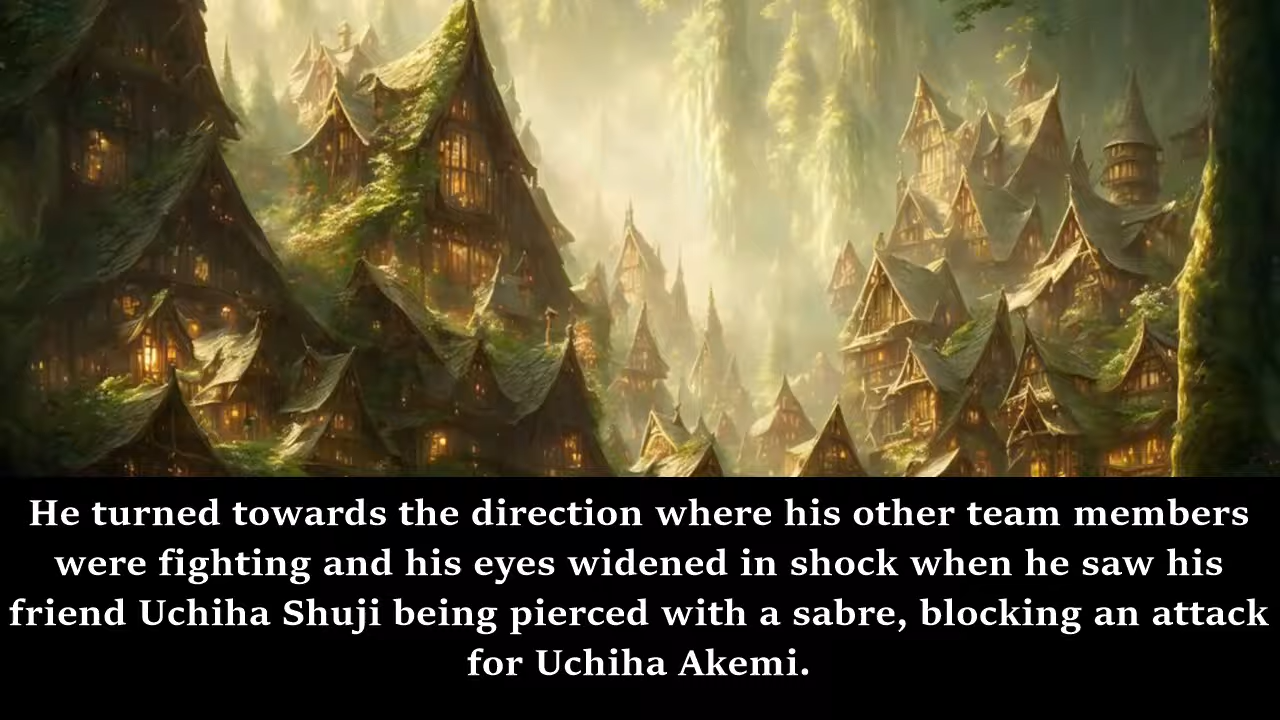 He turned towards the direction where his other team members
were fighting and his eyes widened in shock when he saw his
friend Uchiha Shuji being pierced with a sabre, blocking an attack
for Uchiha Akemi.